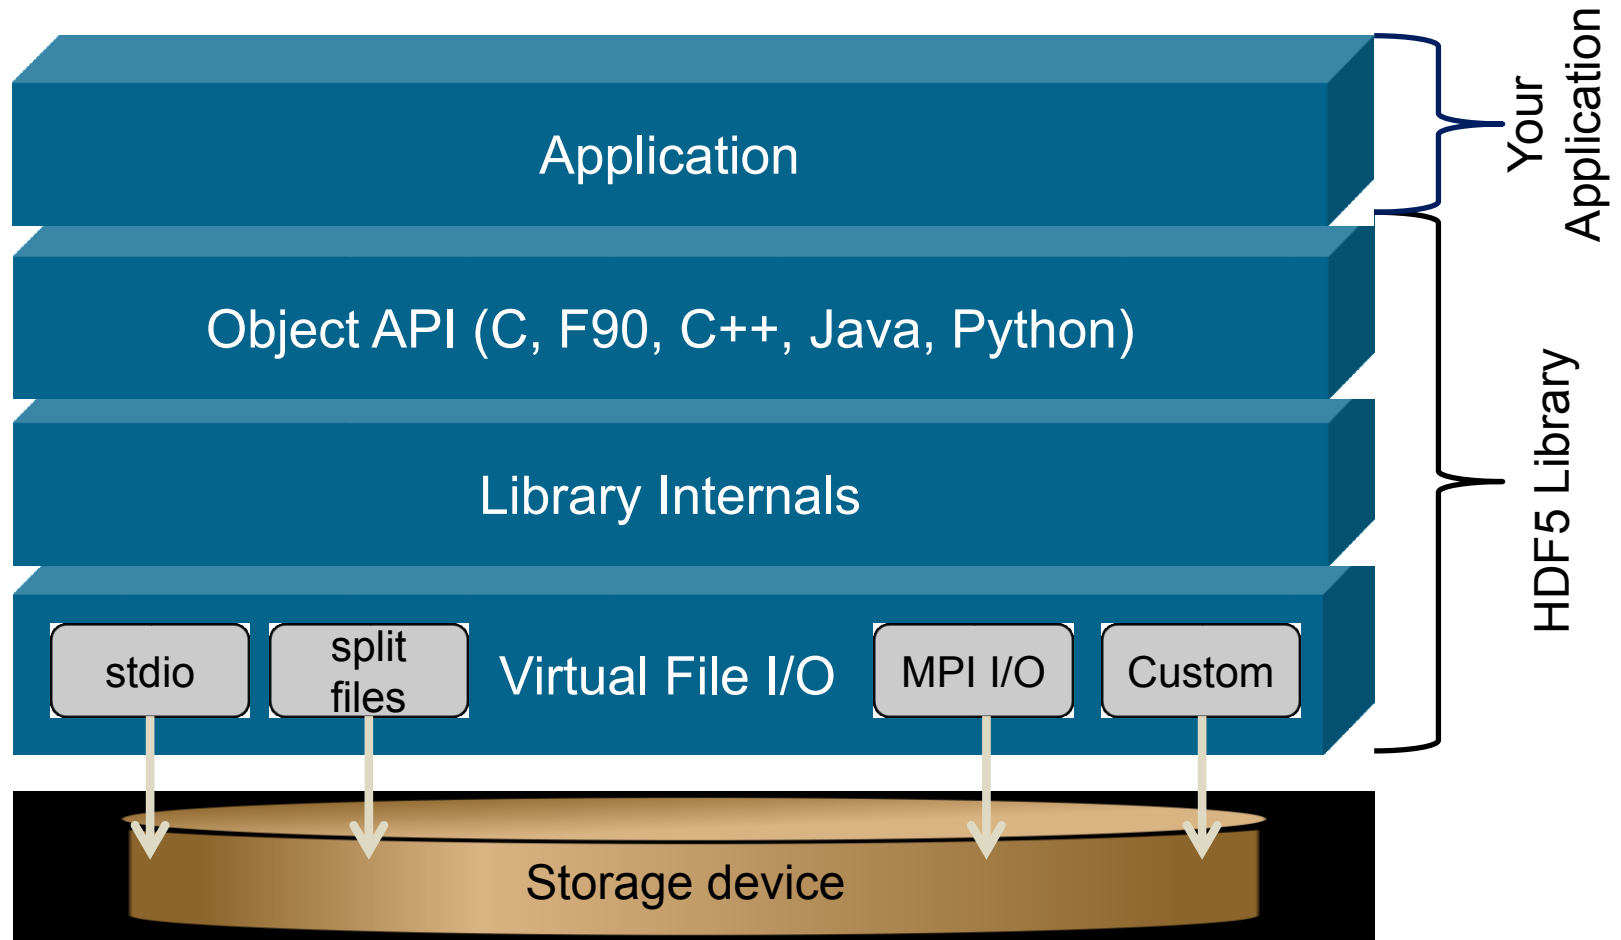 Application
Your
Application
Object API (C, F90, C++, Java, Python)
Library Internals
HDF5 Library
stdio
split
files
Virtual File I/O
MPI I/O
Custom
Storage device